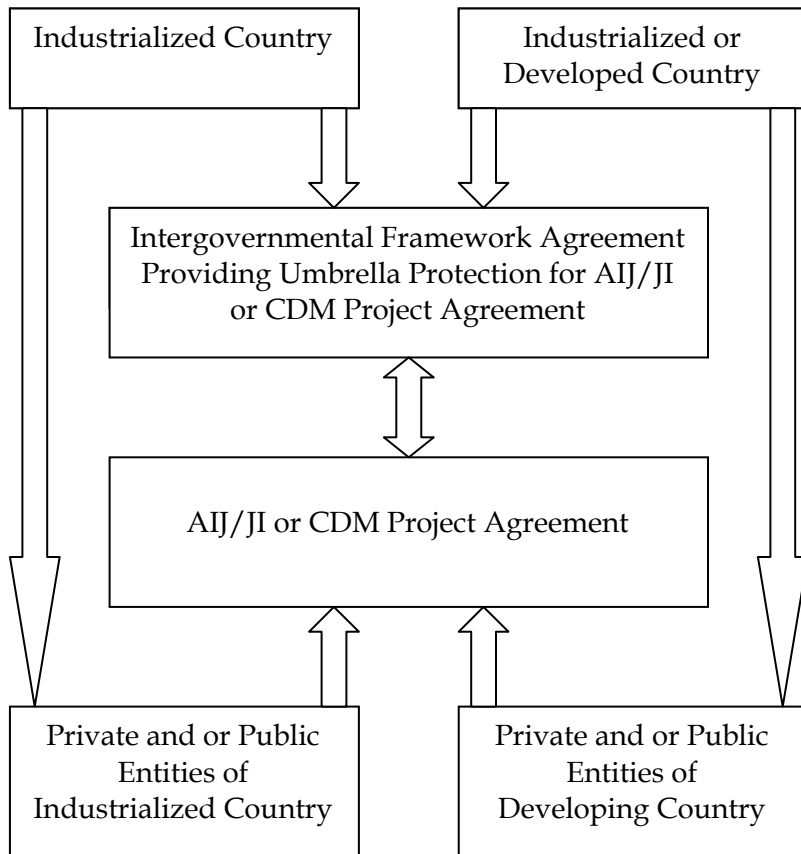 Industrialized Country
Industrialized or
Developed Country
Intergovernmental Framework Agreement
Providing Umbrella Protection for AIJ/JI
or CDM Project Agreement
AIJ/JI or CDM Project Agreement
Private and or Public
Entities of
Industrialized Country
Private and or Public
Entities of
Developing Country